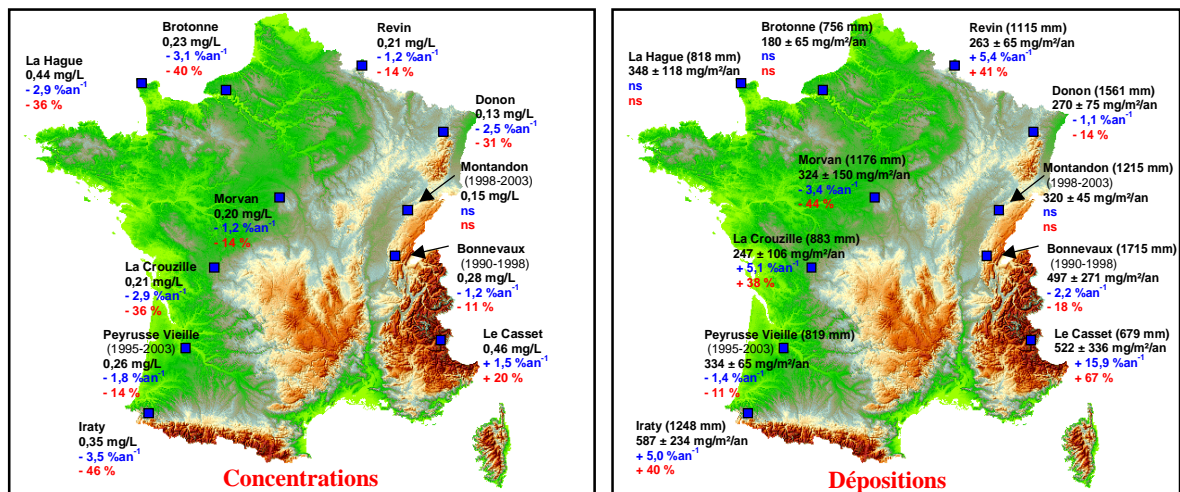 Brotonne
0,23 mg/L
- 3,1 %an-1
- 40 %
Revin
0,21 mg/L
- 1,2 %an-1
- 14 %
La Hague
0,44 mg/L
- 2,9 %an-1
- 36 %
Donon
0,13 mg/L
- 2,5 %an-1
- 31 %
Montandon
(1998-2003)
0,15 mg/L
ns
ns
Morvan
0,20 mg/L
- 1,2 %an-1
- 14 %
Bonnevaux
(1990-1998)
0,28 mg/L
- 1,2 %an-1
- 11 %
La Crouzille
0,21 mg/L
- 2,9 %an-1
- 36 %
Le Casset
0,46 mg/L
+ 1,5 %an-1
+ 20 %
Peyrusse Vieille
(1995-2003)
0,26 mg/L
- 1,8 %an-1
- 14 %
Iraty
0,35 mg/L
- 3,5 %an-1
- 46 %
Concentrations
Brotonne (756 mm)
180 ± 65 mg/m²/an
ns
ns
Revin (1115 mm)
263 ± 65 mg/m²/an
+ 5,4 %an-1
+ 41 %
La Hague (818 mm)
348 ± 118 mg/m²/an
ns
ns
Donon (1561 mm)
270 ± 75 mg/m²/an
- 1,1 %an-1
- 14 %
Morvan (1176 mm)
324 ± 150 mg/m²/an
- 3,4 %an-1
- 44 %
Montandon (1215 mm)
(1998-2003)
320 ± 45 mg/m²/an
ns
ns
La Crouzille (883 mm)
247 ± 106 mg/m²/an
+ 5,1 %an-1
+ 38 %
Bonnevaux (1715 mm)
(1990-1998)
497 ± 271 mg/m²/an
- 2,2 %an-1
- 18 %
Le Casset (679 mm)
522 ± 336 mg/m²/an
+ 15,9 %an-1
+ 67 %
Peyrusse Vieille (819 mm)
(1995-2003)
334 ± 65 mg/m²/an
- 1,4 %an-1
- 11 %
Iraty (1248 mm)
587 ± 234 mg/m²/an
+ 5,0 %an-1
+ 40 %
Dépositions